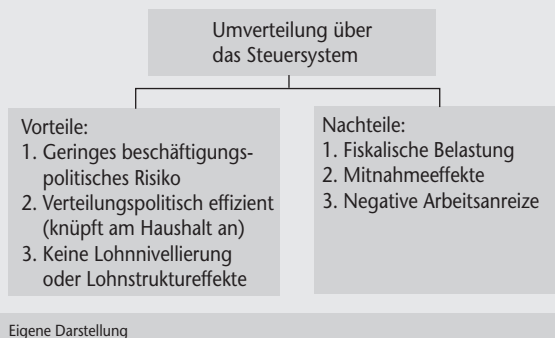 Umverteilung über
das Steuersystem
Vorteile:
1. Geringes beschäftigungs-
politisches Risiko
2. Verteilungspolitisch effizient
(knüpft am Haushalt an)
3. Keine Lohnnivellierung
oder Lohnstruktureffekte
Nachteile:
1. Fiskalische Belastung
2. Mitnahmeeffekte
3. Negative Arbeitsanreize
Eigene Darstellung